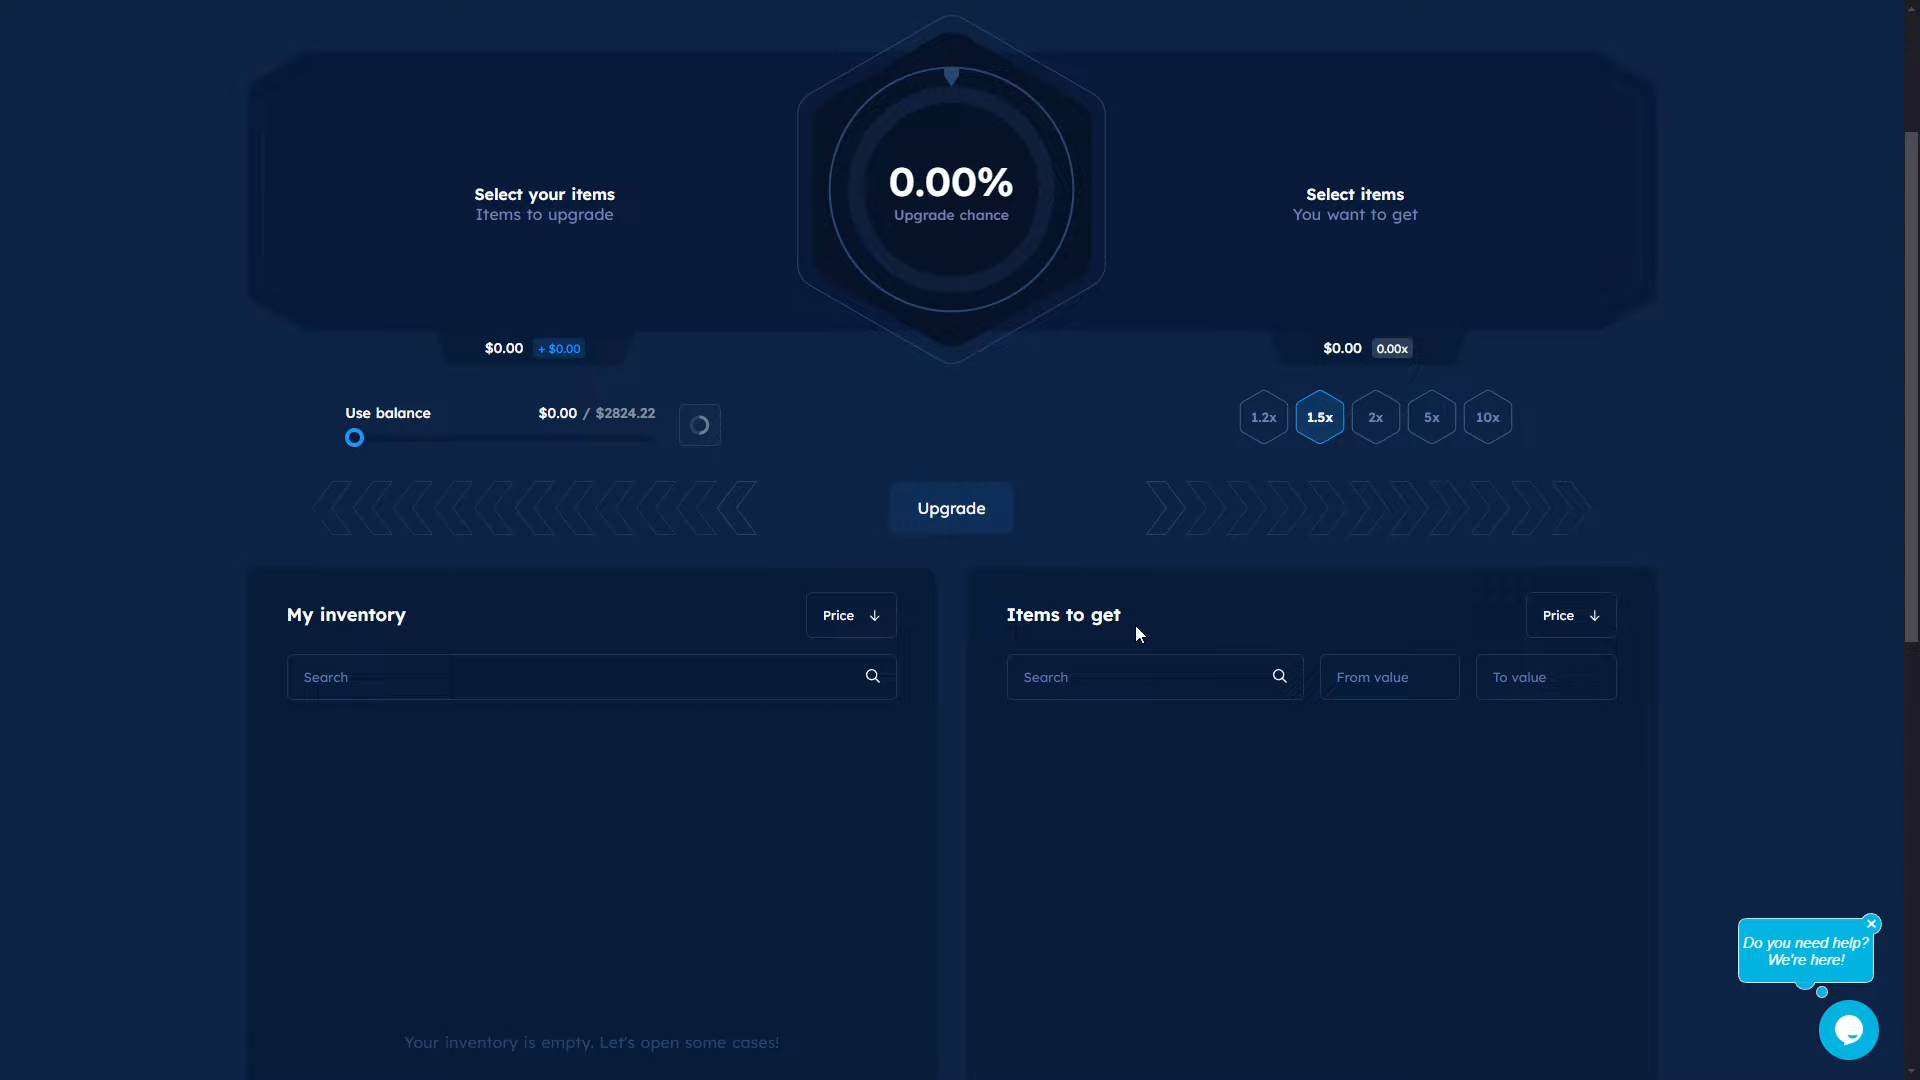 Select your items
Items to upgrade
0.00%
Upgrade chance
Select items
You want to get
$0.00 + $0.00
$0.00 0.00x
Use balance $0.00 / $2824.22
1.2x 1.5x 2x 5x 10x
Upgrade
My inventory
Price
Search
Items to get
Price
Search
From value
To value
Your inventory is empty. Let's open some cases!
Do you need help?
We're here!